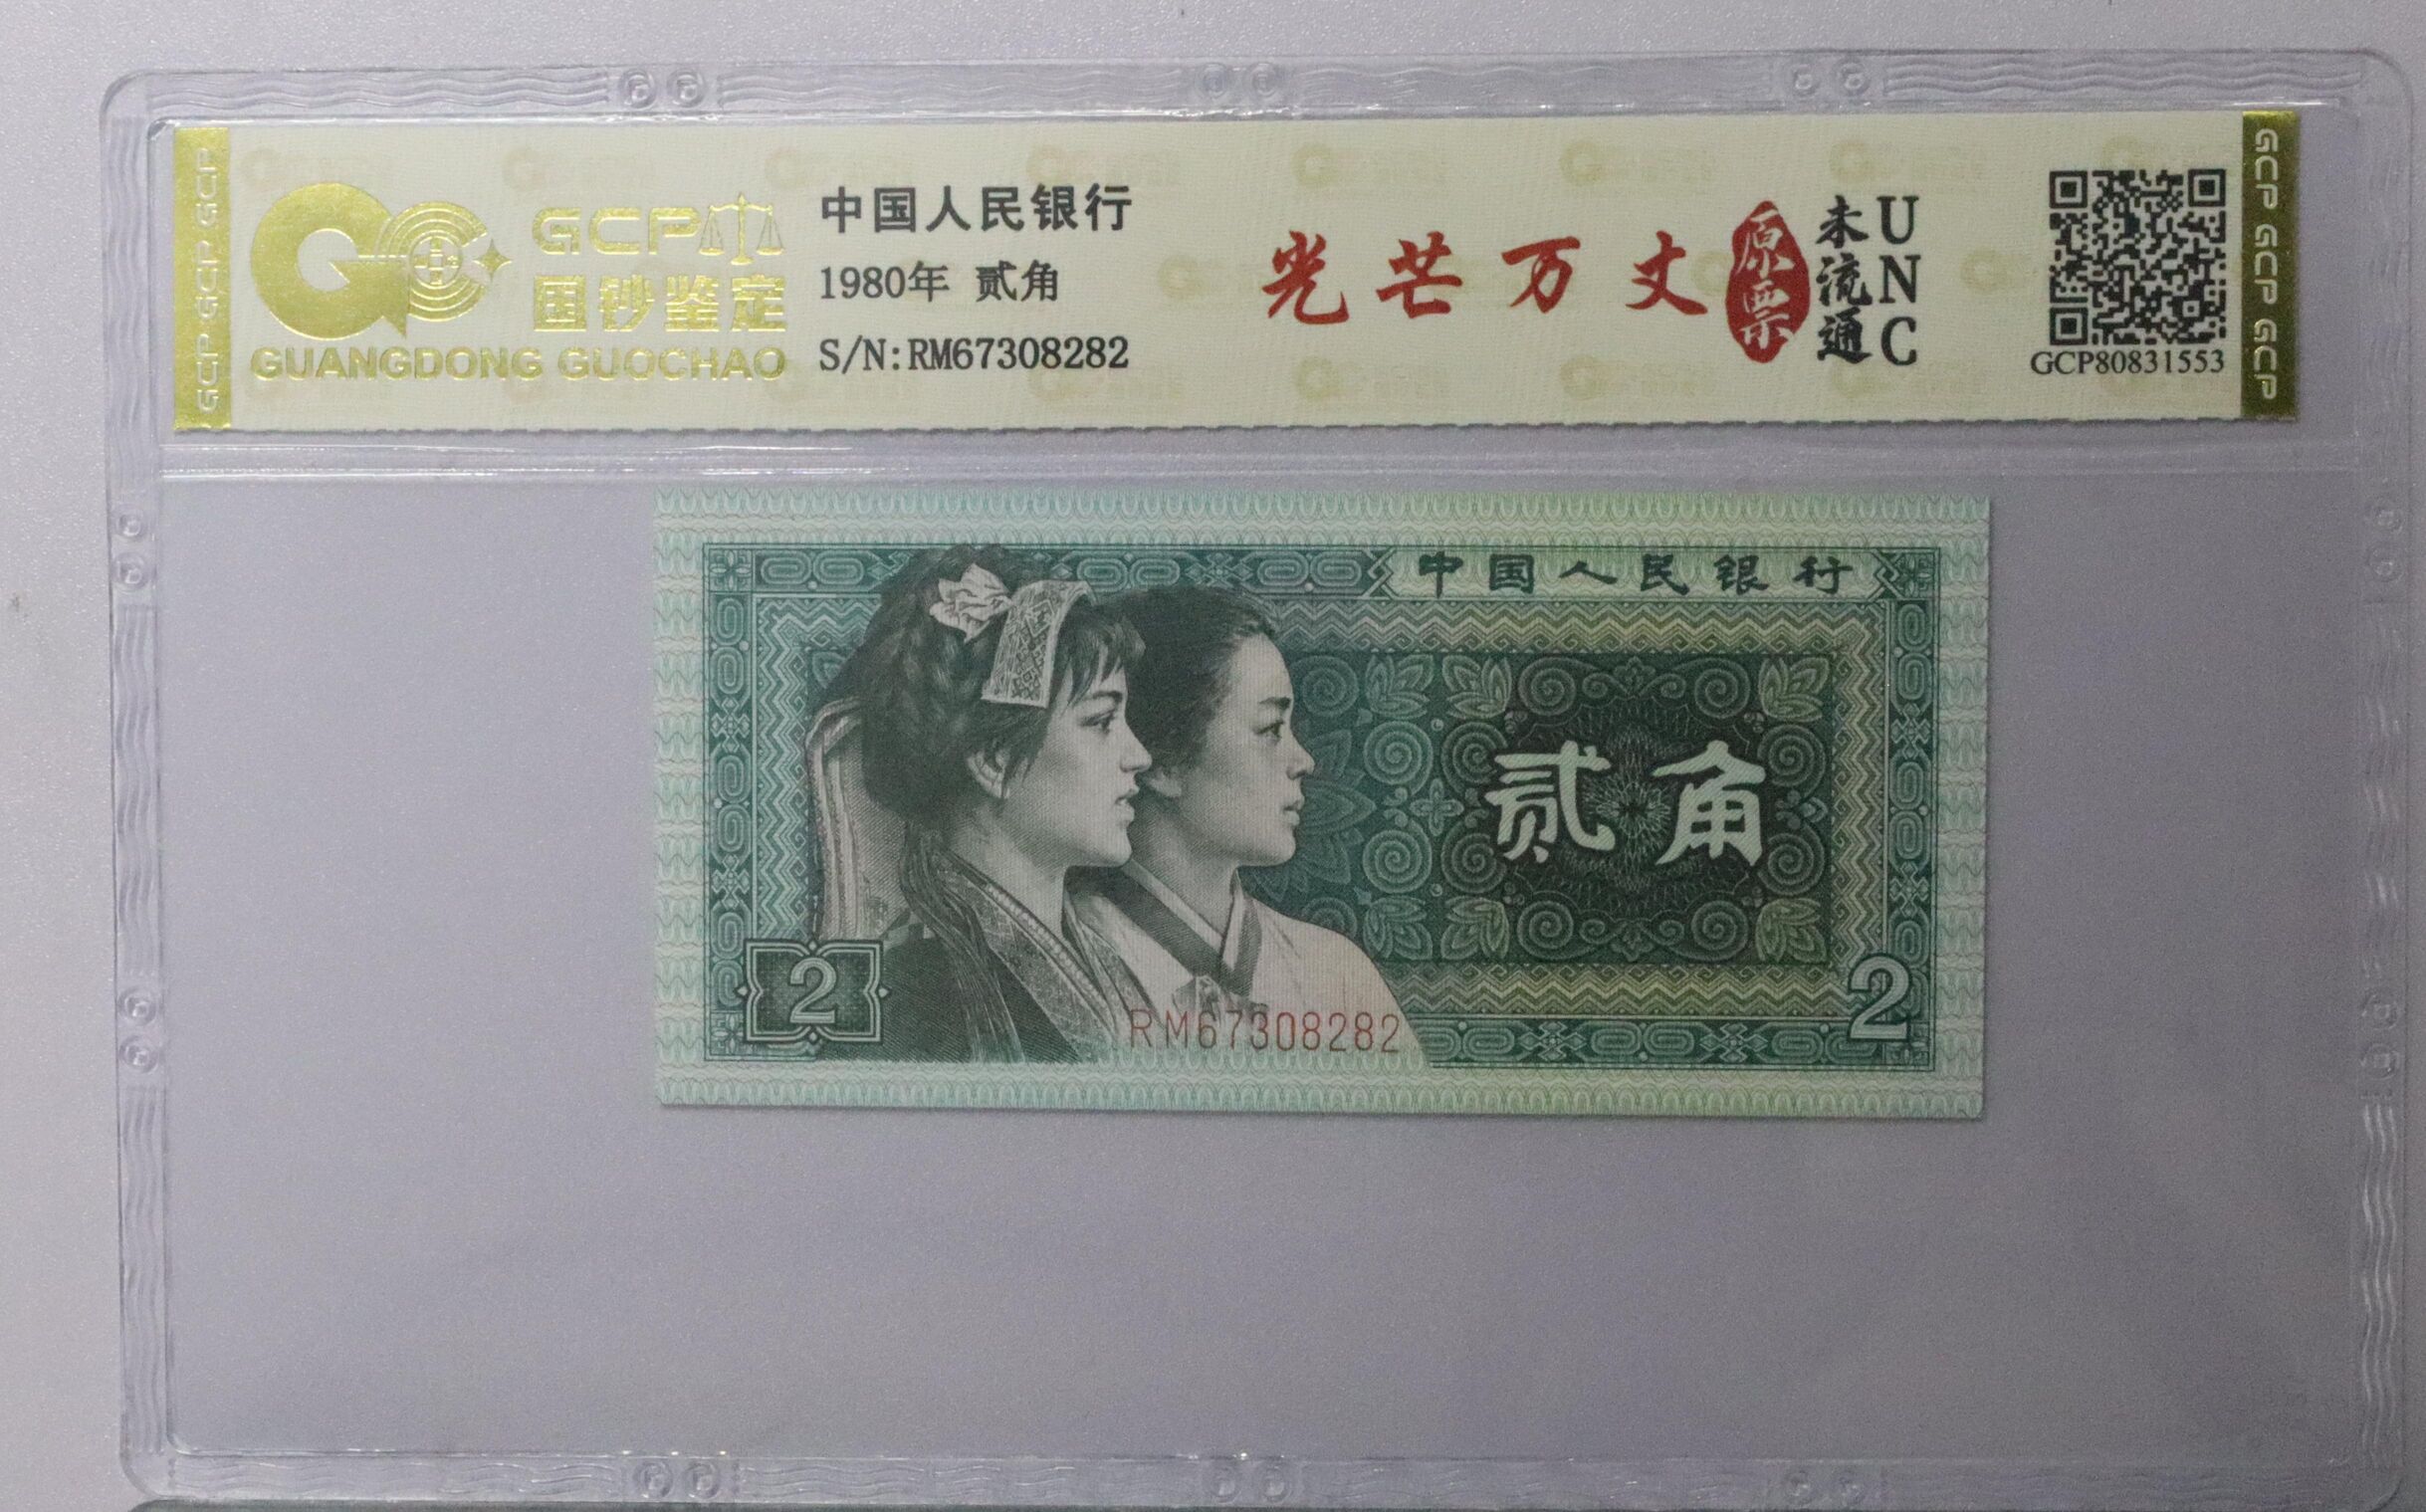 GCP GCP GCP
GCP
国钞鉴定
GUANGDONG GUOCHAO
中国人民银行
1980年 贰角
S/N:RM67308282
光芒万丈
原票
未流通
UNC
GCP80831553
GCP GCP GCP
中国人民银行
贰角
2
RM67308282
2